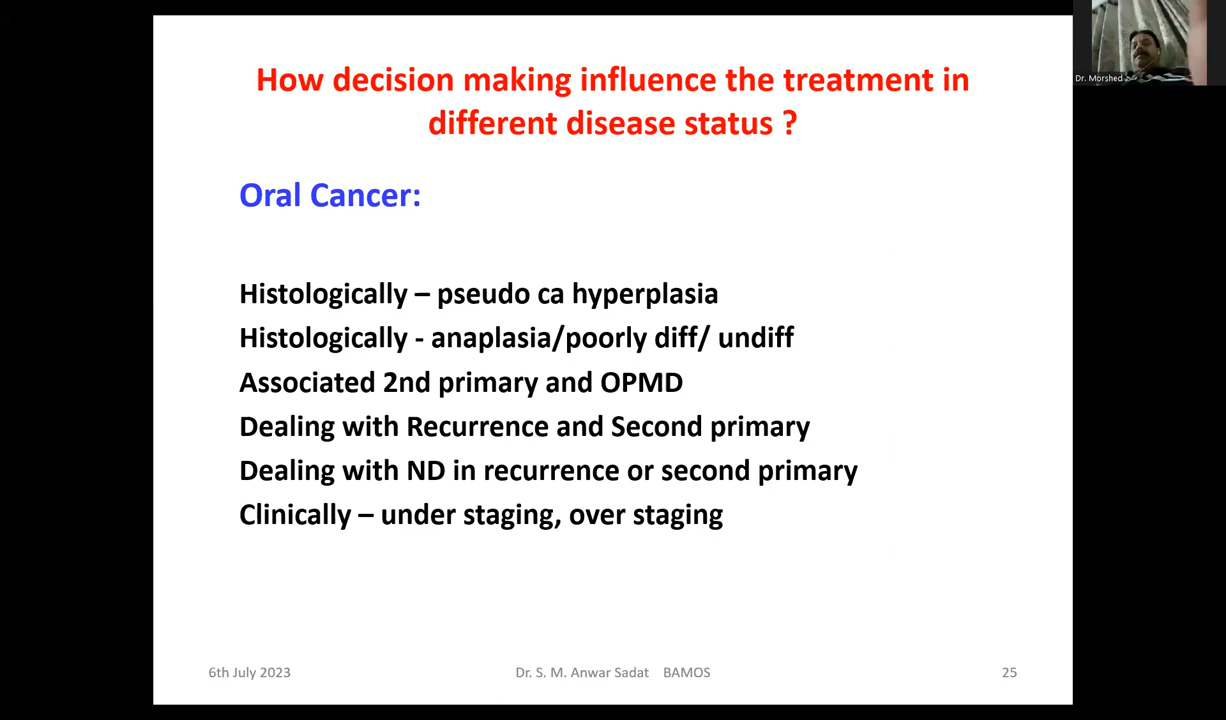 How decision making influence the treatment in
different disease status ?
Oral Cancer:
Histologically – pseudo ca hyperplasia
Histologically - anaplasia/poorly diff/ undiff
Associated 2nd primary and OPMD
Dealing with Recurrence and Second primary
Dealing with ND in recurrence or second primary
Clinically – under staging, over staging
6th July 2023
Dr. S. M. Anwar Sadat BAMOS
25
Dr. Morshed